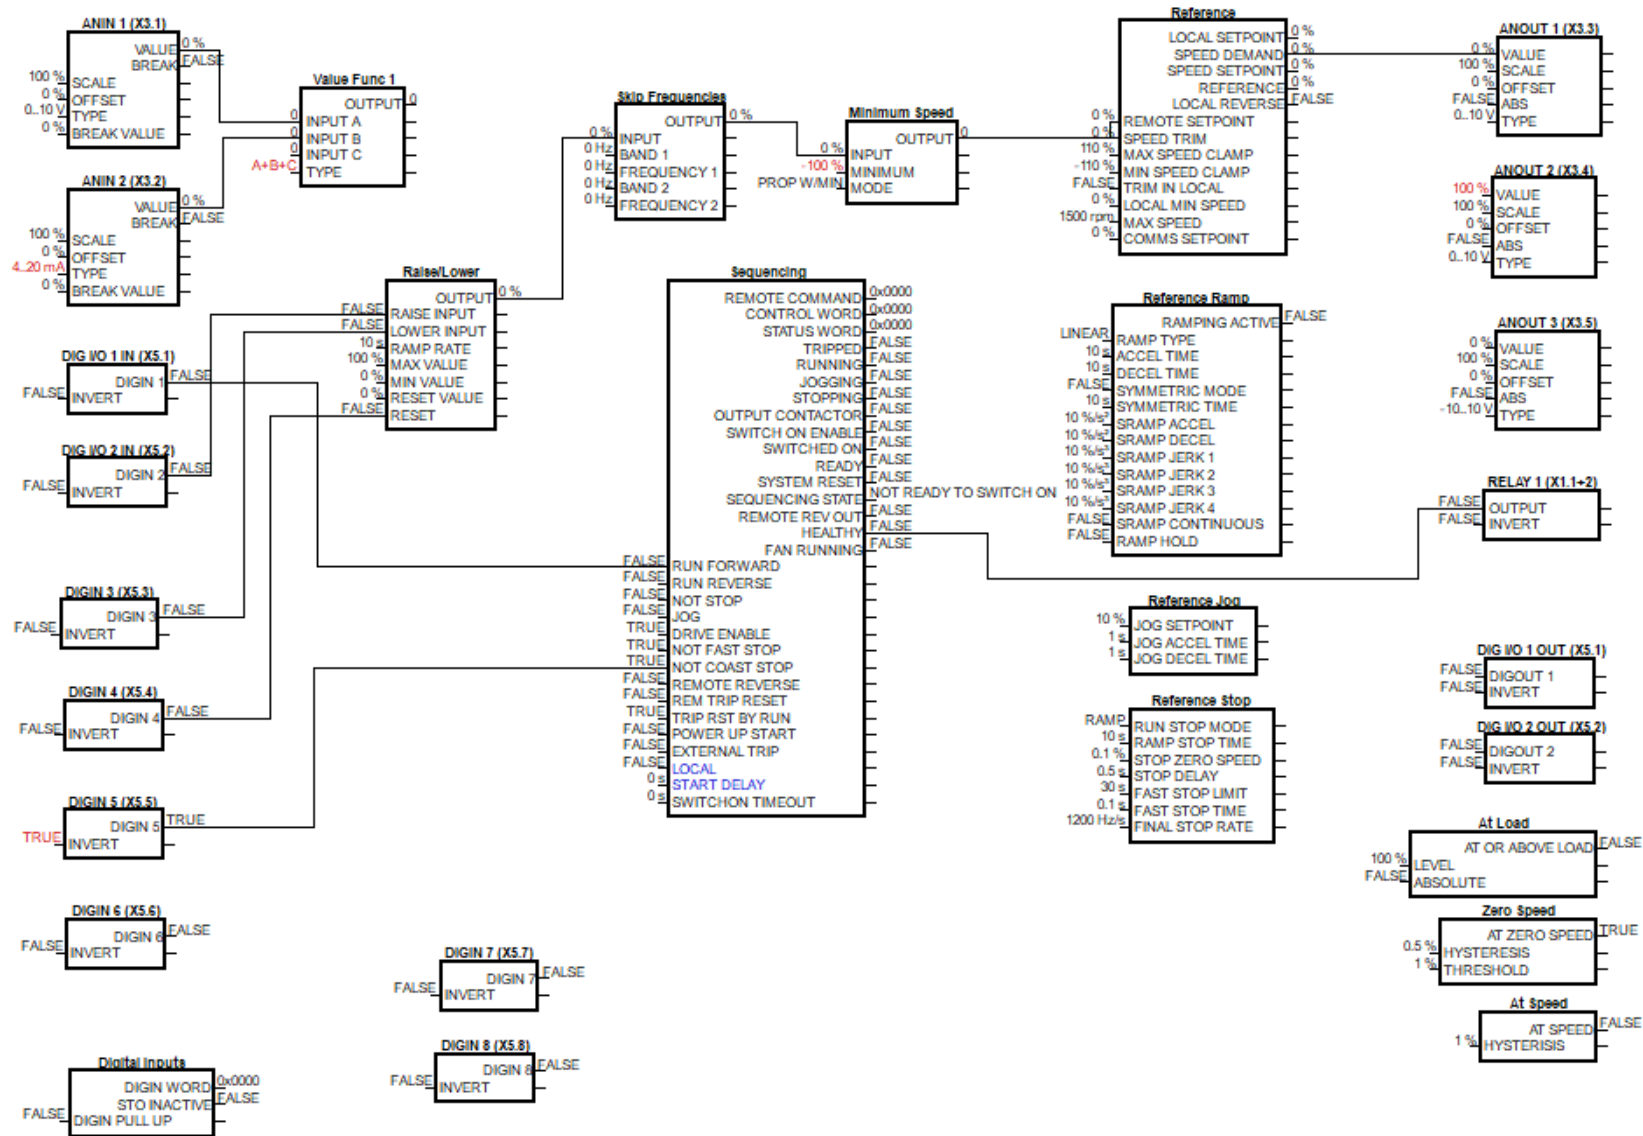 ANIN 1 (X3.1)
VALUE 0 %
BREAK FALSE
100 % SCALE
0 % OFFSET
0..10 V TYPE
0 % BREAK VALUE
ANIN 2 (X3.2)
VALUE 0 %
BREAK FALSE
100 % SCALE
0 % OFFSET
4..20 mA TYPE
0 % BREAK VALUE
DIG I/O 1 IN (X5.1)
DIGIN 1 FALSE
FALSE INVERT
DIG I/O 2 IN (X5.2)
DIGIN 2 FALSE
FALSE INVERT
DIGIN 3 (X5.3)
DIGIN 3 FALSE
FALSE INVERT
DIGIN 4 (X5.4)
DIGIN 4 FALSE
FALSE INVERT
DIGIN 5 (X5.5)
DIGIN 5 TRUE
TRUE INVERT
DIGIN 6 (X5.6)
DIGIN 6 FALSE
FALSE INVERT
Digital Inputs
DIGIN WORD 0x0000
STO INACTIVE FALSE
FALSE DIGIN PULL UP
Value Func 1
OUTPUT 0
0 INPUT A
0 INPUT B
0 INPUT C
A+B+C TYPE
Raise/Lower
OUTPUT 0 %
FALSE RAISE INPUT
FALSE LOWER INPUT
10 s RAMP RATE
100 % MAX VALUE
0 % MIN VALUE
0 % RESET VALUE
FALSE RESET
DIGIN 7 (X5.7)
DIGIN 7 FALSE
FALSE INVERT
DIGIN 8 (X5.8)
DIGIN 8 FALSE
FALSE INVERT
Skip Frequencies
OUTPUT 0 %
0 % INPUT
0 Hz BAND 1
0 Hz FREQUENCY 1
0 Hz BAND 2
0 Hz FREQUENCY 2
Minimum Speed
OUTPUT 0
0 % INPUT
-100 % MINIMUM
PROP W/MIN MODE
Sequencing
REMOTE COMMAND 0x0000
CONTROL WORD 0x0000
STATUS WORD 0x0000
TRIPPED FALSE
RUNNING FALSE
JOGGING FALSE
STOPPING FALSE
OUTPUT CONTACTOR FALSE
SWITCH ON ENABLE FALSE
SWITCHED ON FALSE
READY FALSE
SYSTEM RESET FALSE
SEQUENCING STATE NOT READY TO SWITCH ON
REMOTE REV OUT FALSE
HEALTHY FALSE
FAN RUNNING FALSE
FALSE RUN FORWARD
FALSE RUN REVERSE
FALSE NOT STOP
FALSE JOG
TRUE DRIVE ENABLE
TRUE NOT FAST STOP
TRUE NOT COAST STOP
FALSE REMOTE REVERSE
FALSE REM TRIP RESET
TRUE TRIP RST BY RUN
FALSE POWER UP START
FALSE EXTERNAL TRIP
FALSE LOCAL
0 s START DELAY
0 s SWITCHON TIMEOUT
Reference
LOCAL SETPOINT 0 %
SPEED DEMAND 0 %
SPEED SETPOINT 0 %
REFERENCE 0 %
LOCAL REVERSE FALSE
0 % REMOTE SETPOINT
0 % SPEED TRIM
110 % MAX SPEED CLAMP
-110 % MIN SPEED CLAMP
FALSE TRIM IN LOCAL
0 % LOCAL MIN SPEED
1500 rpm MAX SPEED
0 % COMMS SETPOINT
Reference Ramp
RAMPING ACTIVE FALSE
LINEAR RAMP TYPE
10 s ACCEL TIME
10 s DECEL TIME
FALSE SYMMETRIC MODE
10 s SYMMETRIC TIME
10 %/s² SRAMP ACCEL
10 %/s² SRAMP DECEL
10 %/s³ SRAMP JERK 1
10 %/s³ SRAMP JERK 2
10 %/s³ SRAMP JERK 3
10 %/s³ SRAMP JERK 4
FALSE SRAMP CONTINUOUS
FALSE RAMP HOLD
Reference Jog
10 % JOG SETPOINT
1 s JOG ACCEL TIME
1 s JOG DECEL TIME
Reference Stop
RAMP RUN STOP MODE
10 s RAMP STOP TIME
0.1 % STOP ZERO SPEED
0.5 s STOP DELAY
30 s FAST STOP LIMIT
0.1 s FAST STOP TIME
1200 Hz/s FINAL STOP RATE
ANOUT 1 (X3.3)
0 % VALUE
100 % SCALE
0 % OFFSET
FALSE ABS
0..10 V TYPE
ANOUT 2 (X3.4)
100 % VALUE
100 % SCALE
0 % OFFSET
FALSE ABS
0..10 V TYPE
ANOUT 3 (X3.5)
0 % VALUE
100 % SCALE
0 % OFFSET
FALSE ABS
-10..10 V TYPE
RELAY 1 (X1.1+2)
FALSE OUTPUT
FALSE INVERT
DIG I/O 1 OUT (X5.1)
FALSE DIGOUT 1
FALSE INVERT
DIG I/O 2 OUT (X5.2)
FALSE DIGOUT 2
FALSE INVERT
At Load
AT OR ABOVE LOAD FALSE
100 % LEVEL
FALSE ABSOLUTE
Zero Speed
AT ZERO SPEED TRUE
0.5 % HYSTERESIS
1 % THRESHOLD
At Speed
AT SPEED FALSE
1 % HYSTERISIS